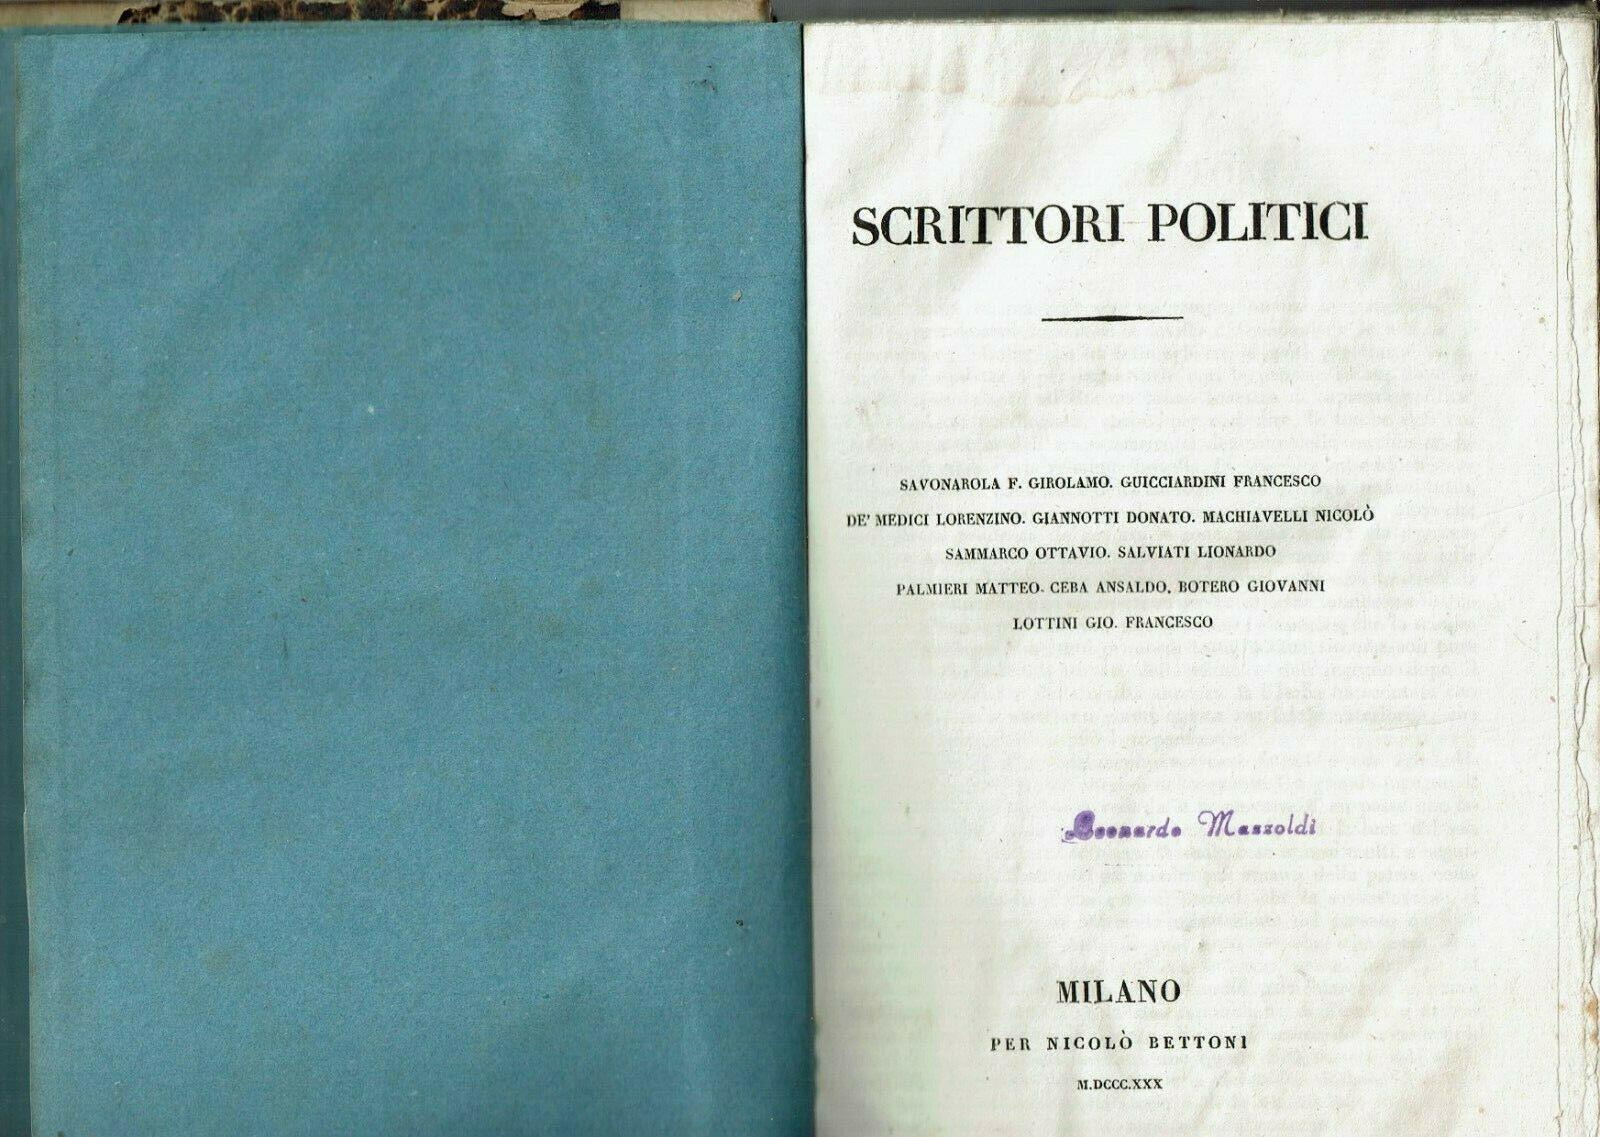 SCRITTORI POLITICI
SAVONAROLA F. GIROLAMO. GUICCIARDINI FRANCESCO
DE' MEDICI LORENZINO. GIANNOTTI DONATO. MACHIAVELLI NICOLÒ
SAMMARCO OTTAVIO. SALVIATI LIONARDO
PALMIERI MATTEO. CEBA ANSALDO. BOTERO GIOVANNI
LOTTINI GIO. FRANCESCO
Leonardo Mazzoldi
MILANO
PER NICOLÒ BETTONI
M.DCCC.XXX